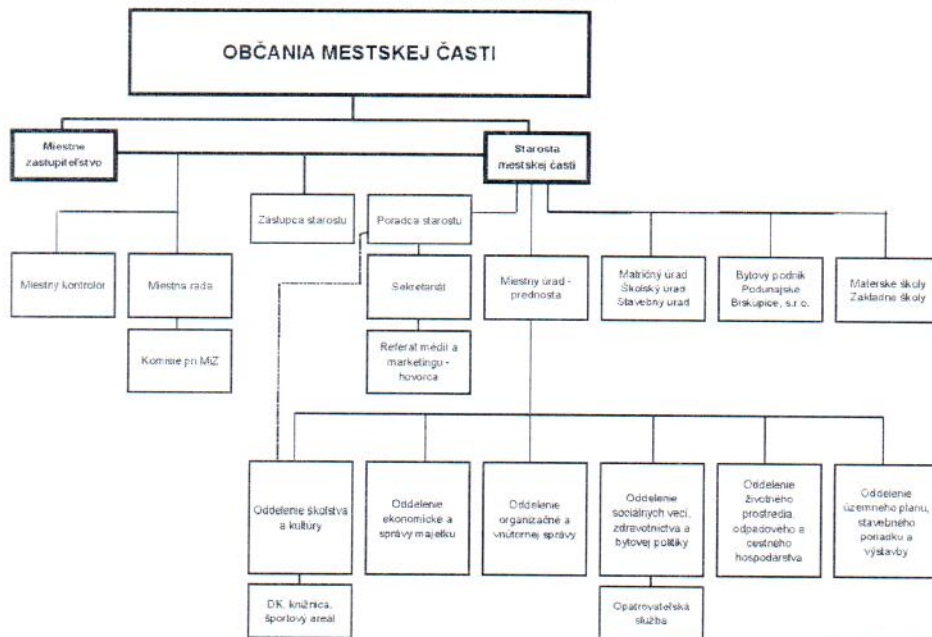 OBČANIA MESTSKEJ ČASTI
Miestne
zastupiteľstvo
Starosta
mestskej časti
Zástupca starostu
Poradca starostu
Miestny kontrolór
Miestna rada
Sekretariát
Miestny úrad -
prednosta
Matričný úrad
Školský úrad
Stavebný úrad
Bytový podnik
Podunajské
Biskupice, s.r.o.
Materské školy
Základné školy
Komisie pri MiZ
Referát médií a
marketingu -
hovorca
Oddelenie školstva
a kultúry
Oddelenie
ekonomické a
správy majetku
Oddelenie
organizačné a
vnútornej správy
Oddelenie
sociálnych vecí,
zdravotníctva a
bytovej politiky
Oddelenie
životného
prostredia,
odpadového a
cestného
hospodárstva
Oddelenie
územného plánu,
stavebného
poriadku a
výstavby
DK, knižnica,
športový areál
Opatrovateľská
služba